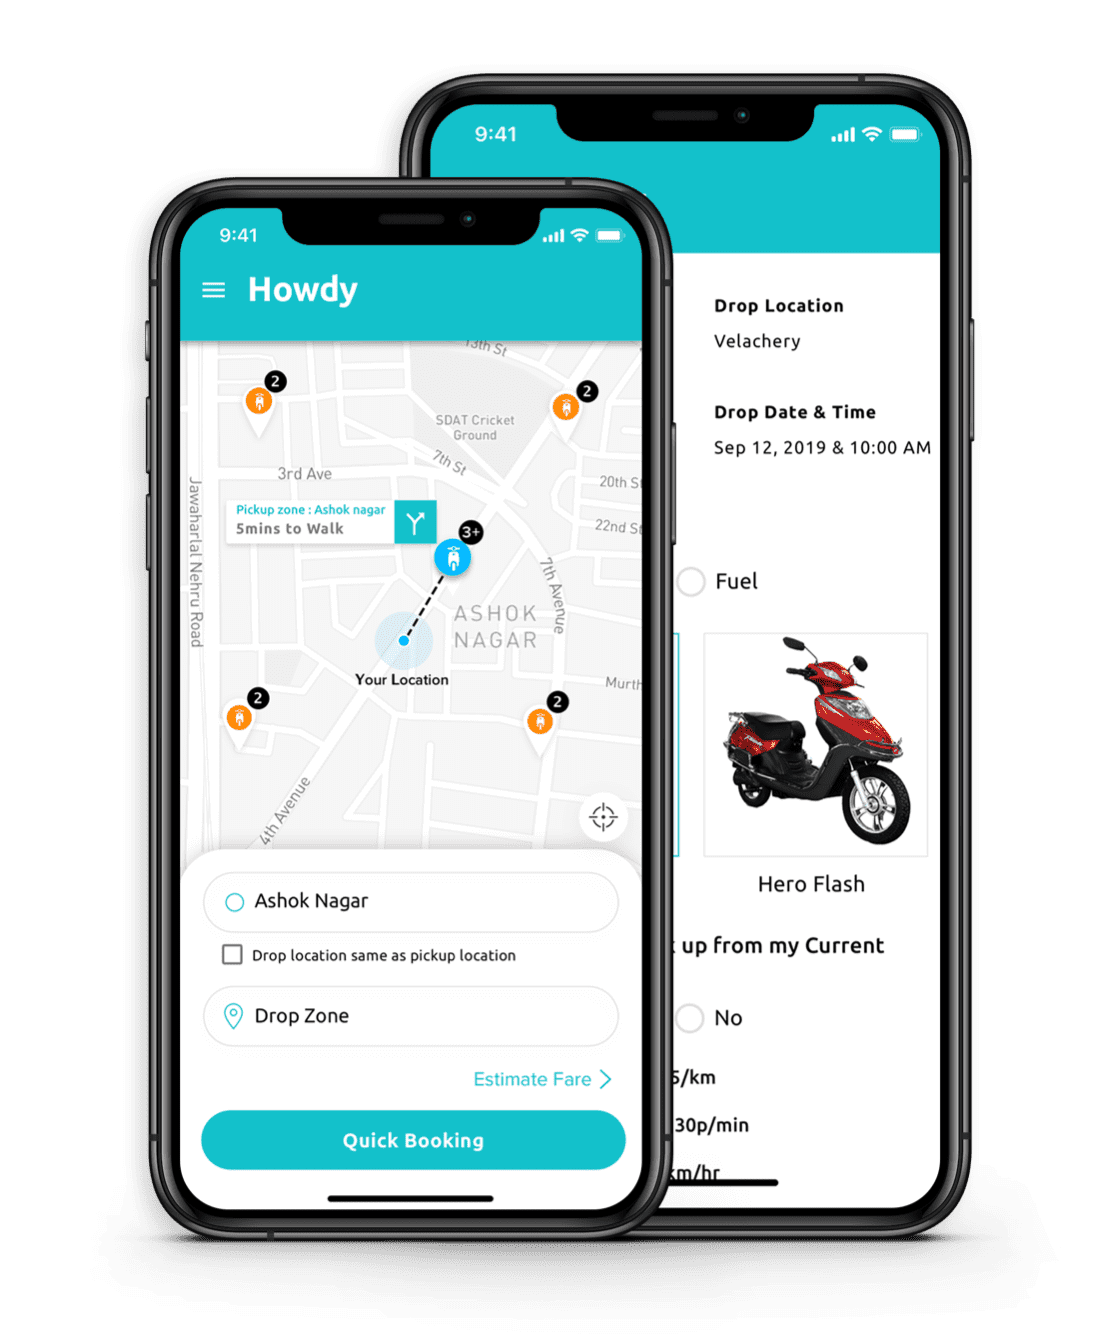 9:41
Howdy
13th St
2
2
SDAT Cricket
Ground
7th St
3rd Ave
20th St
Jawaharlal Nehru Road
Pickup zone : Ashok nagar
5mins to Walk
22nd St
3+
7th Avenue
ASHOK
NAGAR
Your Location
Murth
2
2
4th Avenue
Ashok Nagar
Drop location same as pickup location
Drop Zone
Estimate Fare
Quick Booking
9:41
Drop Location
Velachery
Drop Date & Time
Sep 12, 2019 & 10:00 AM
Fuel
Hero Flash
up from my Current
No
5/km
30p/min
km/hr